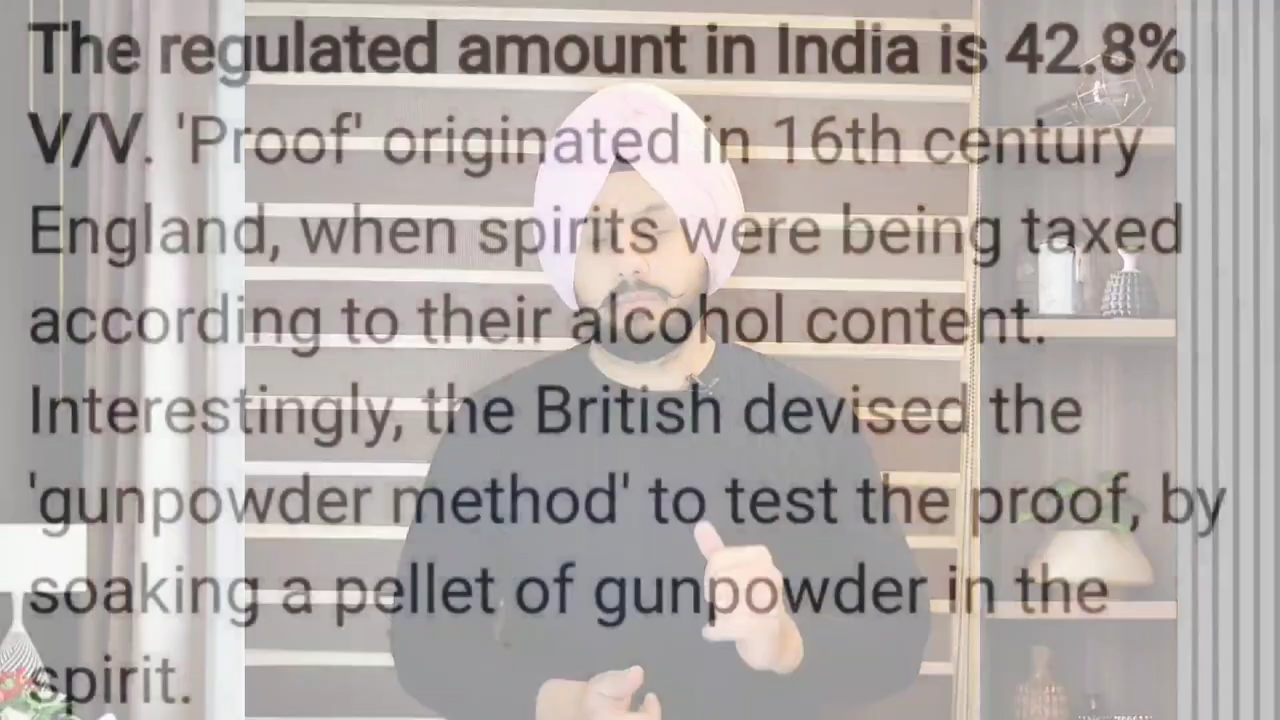 The regulated amount in India is 42.8%
V/V. 'Proof' originated in 16th century
England, when spirits were being taxed
according to their alcohol content.
Interestingly, the British devised the
'gunpowder method' to test the proof, by
soaking a pellet of gunpowder in the
spirit.